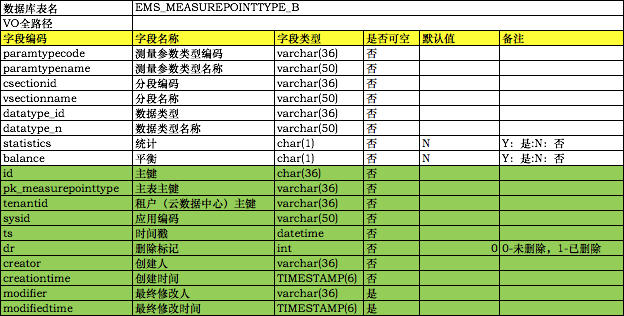 数据库表名 EMS_MEASUREPOINTTYPE_B
VO全路径
字段编码 字段名称 字段类型 是否可空 默认值 备注
paramtypecode 测量参数类型编码 varchar(36) 否
paramtypename 测量参数类型名称 varchar(50) 否
csectionid 分段编码 varchar(36) 否
vsectionname 分段名称 varchar(50) 否
datatype_id 数据类型 varchar(36) 否
datatype_n 数据类型名称 varchar(50) 否
statistics 统计 char(1) 否 N Y：是:N：否
balance 平衡 char(1) 否 N Y：是:N：否
id 主键 char(36) 否
pk_measurepointtype 主表主键 varchar(36) 否
tenantid 租户（云数据中心）主键 varchar(36) 否
sysid 应用编码 varchar(50) 否
ts 时间戳 datetime 否
dr 删除标记 int 否 0 0-未删除，1-已删除
creator 创建人 varchar(36) 否
creationtime 创建时间 TIMESTAMP(6) 否
modifier 最终修改人 varchar(36) 是
modifiedtime 最终修改时间 TIMESTAMP(6) 是